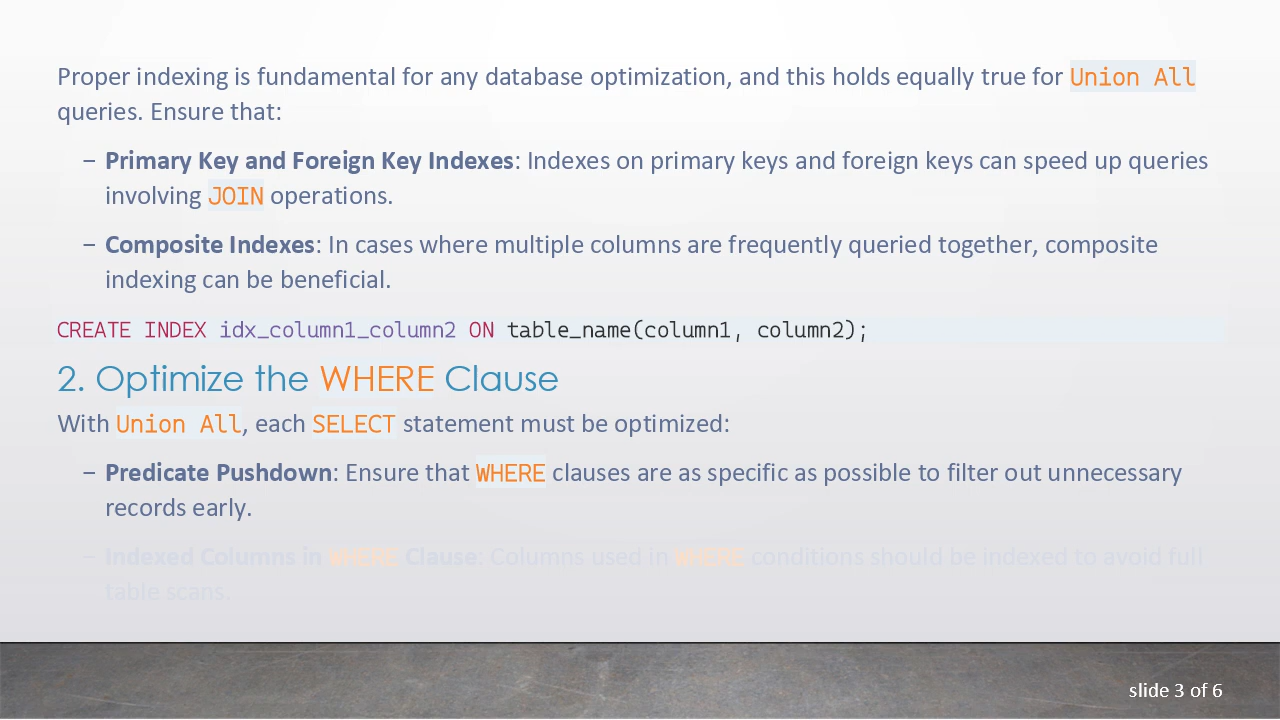 Proper indexing is fundamental for any database optimization, and this holds equally true for Union All
queries. Ensure that:
– Primary Key and Foreign Key Indexes: Indexes on primary keys and foreign keys can speed up queries
involving JOIN operations.
– Composite Indexes: In cases where multiple columns are frequently queried together, composite
indexing can be beneficial.
CREATE INDEX idx_column1_column2 ON table_name(column1, column2);
2. Optimize the WHERE Clause
With Union All, each SELECT statement must be optimized:
– Predicate Pushdown: Ensure that WHERE clauses are as specific as possible to filter out unnecessary
records early.
– Indexed Columns in WHERE Clause: Columns used in WHERE conditions should be indexed to avoid full
table scans.
slide 3 of 6